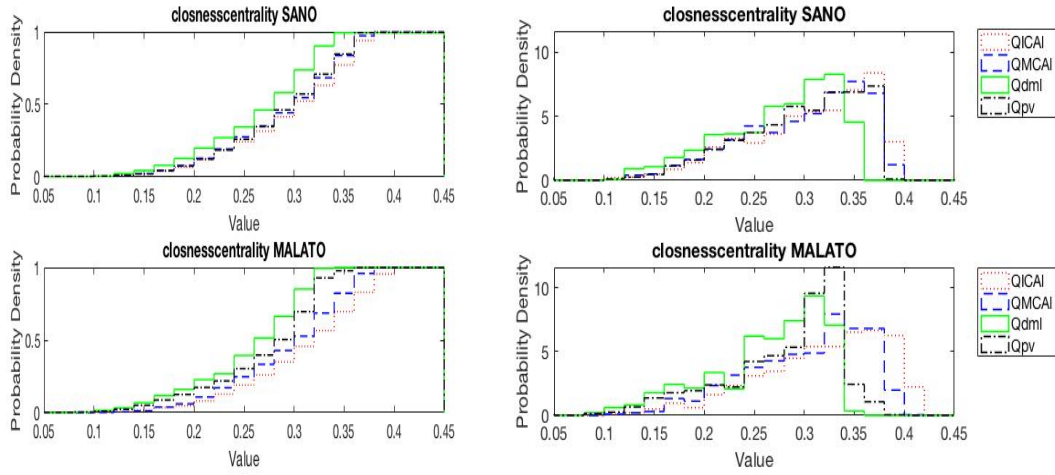 closnesscentrality SANO
Probability Density
1
0.5
0
0.05 0.1 0.15 0.2 0.25 0.3 0.35 0.4 0.45
Value
closnesscentrality SANO
Probability Density
10
5
0
0.05 0.1 0.15 0.2 0.25 0.3 0.35 0.4 0.45
Value
QICAI
QMCAI
Qdml
Qpv
closnesscentrality MALATO
Probability Density
1
0.5
0
0.05 0.1 0.15 0.2 0.25 0.3 0.35 0.4 0.45
Value
closnesscentrality MALATO
Probability Density
10
5
0
0.05 0.1 0.15 0.2 0.25 0.3 0.35 0.4 0.45
Value
QICAI
QMCAI
Qdml
Qpv